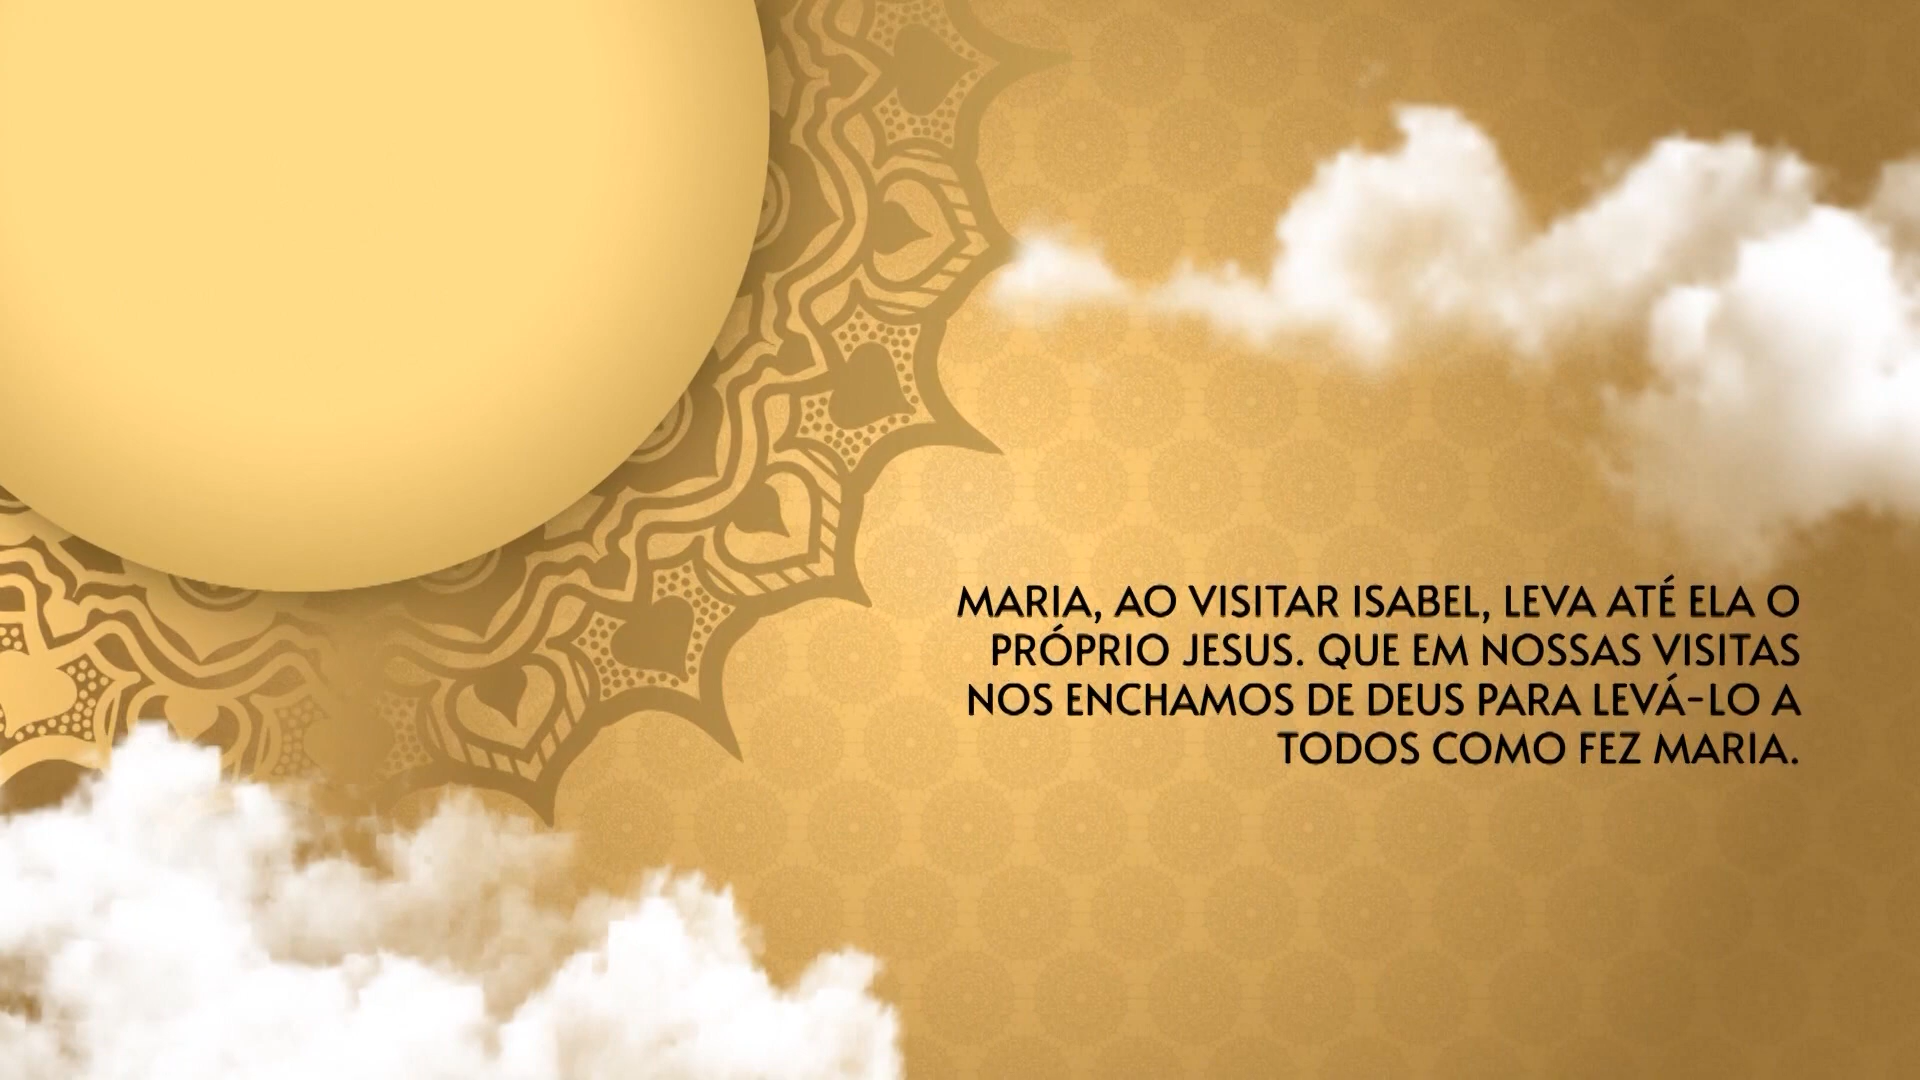 MARIA, AO VISITAR ISABEL, LEVA ATÉ ELA O
PRÓPRIO JESUS. QUE EM NOSSAS VISITAS
NOS ENCHAMOS DE DEUS PARA LEVÁ-LO A
TODOS COMO FEZ MARIA.